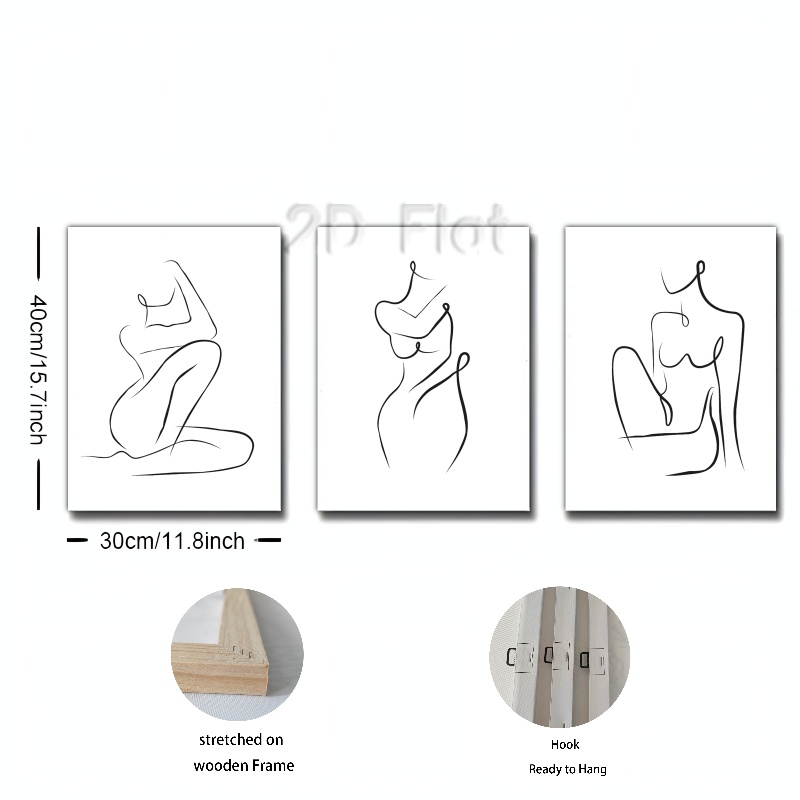 2D Flat
40cm/15.7inch
30cm/11.8inch
stretched on
wooden Frame
Hook
Ready to Hang